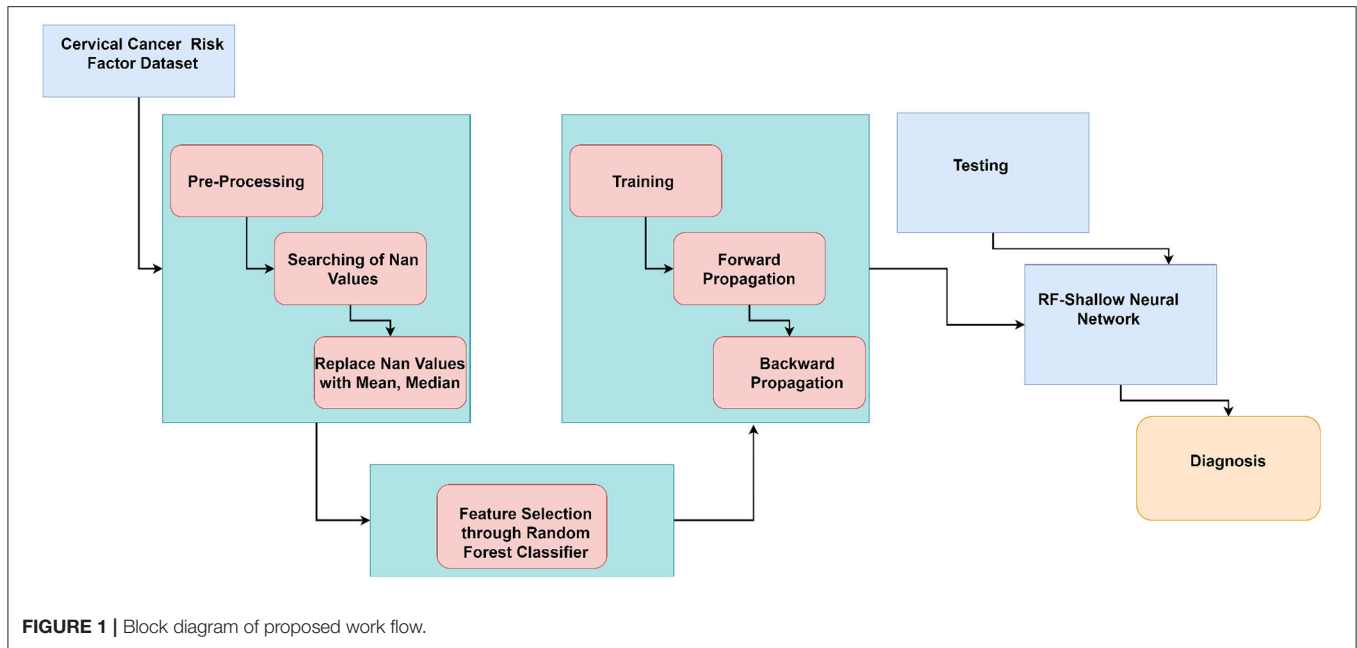 Cervical Cancer Risk
Factor Dataset
Pre-Processing
Searching of Nan
Values
Replace Nan Values
with Mean, Median
Feature Selection
through Random
Forest Classifier
Training
Forward
Propagation
Backward
Propagation
Testing
RF-Shallow Neural
Network
Diagnosis
FIGURE 1 | Block diagram of proposed work flow.